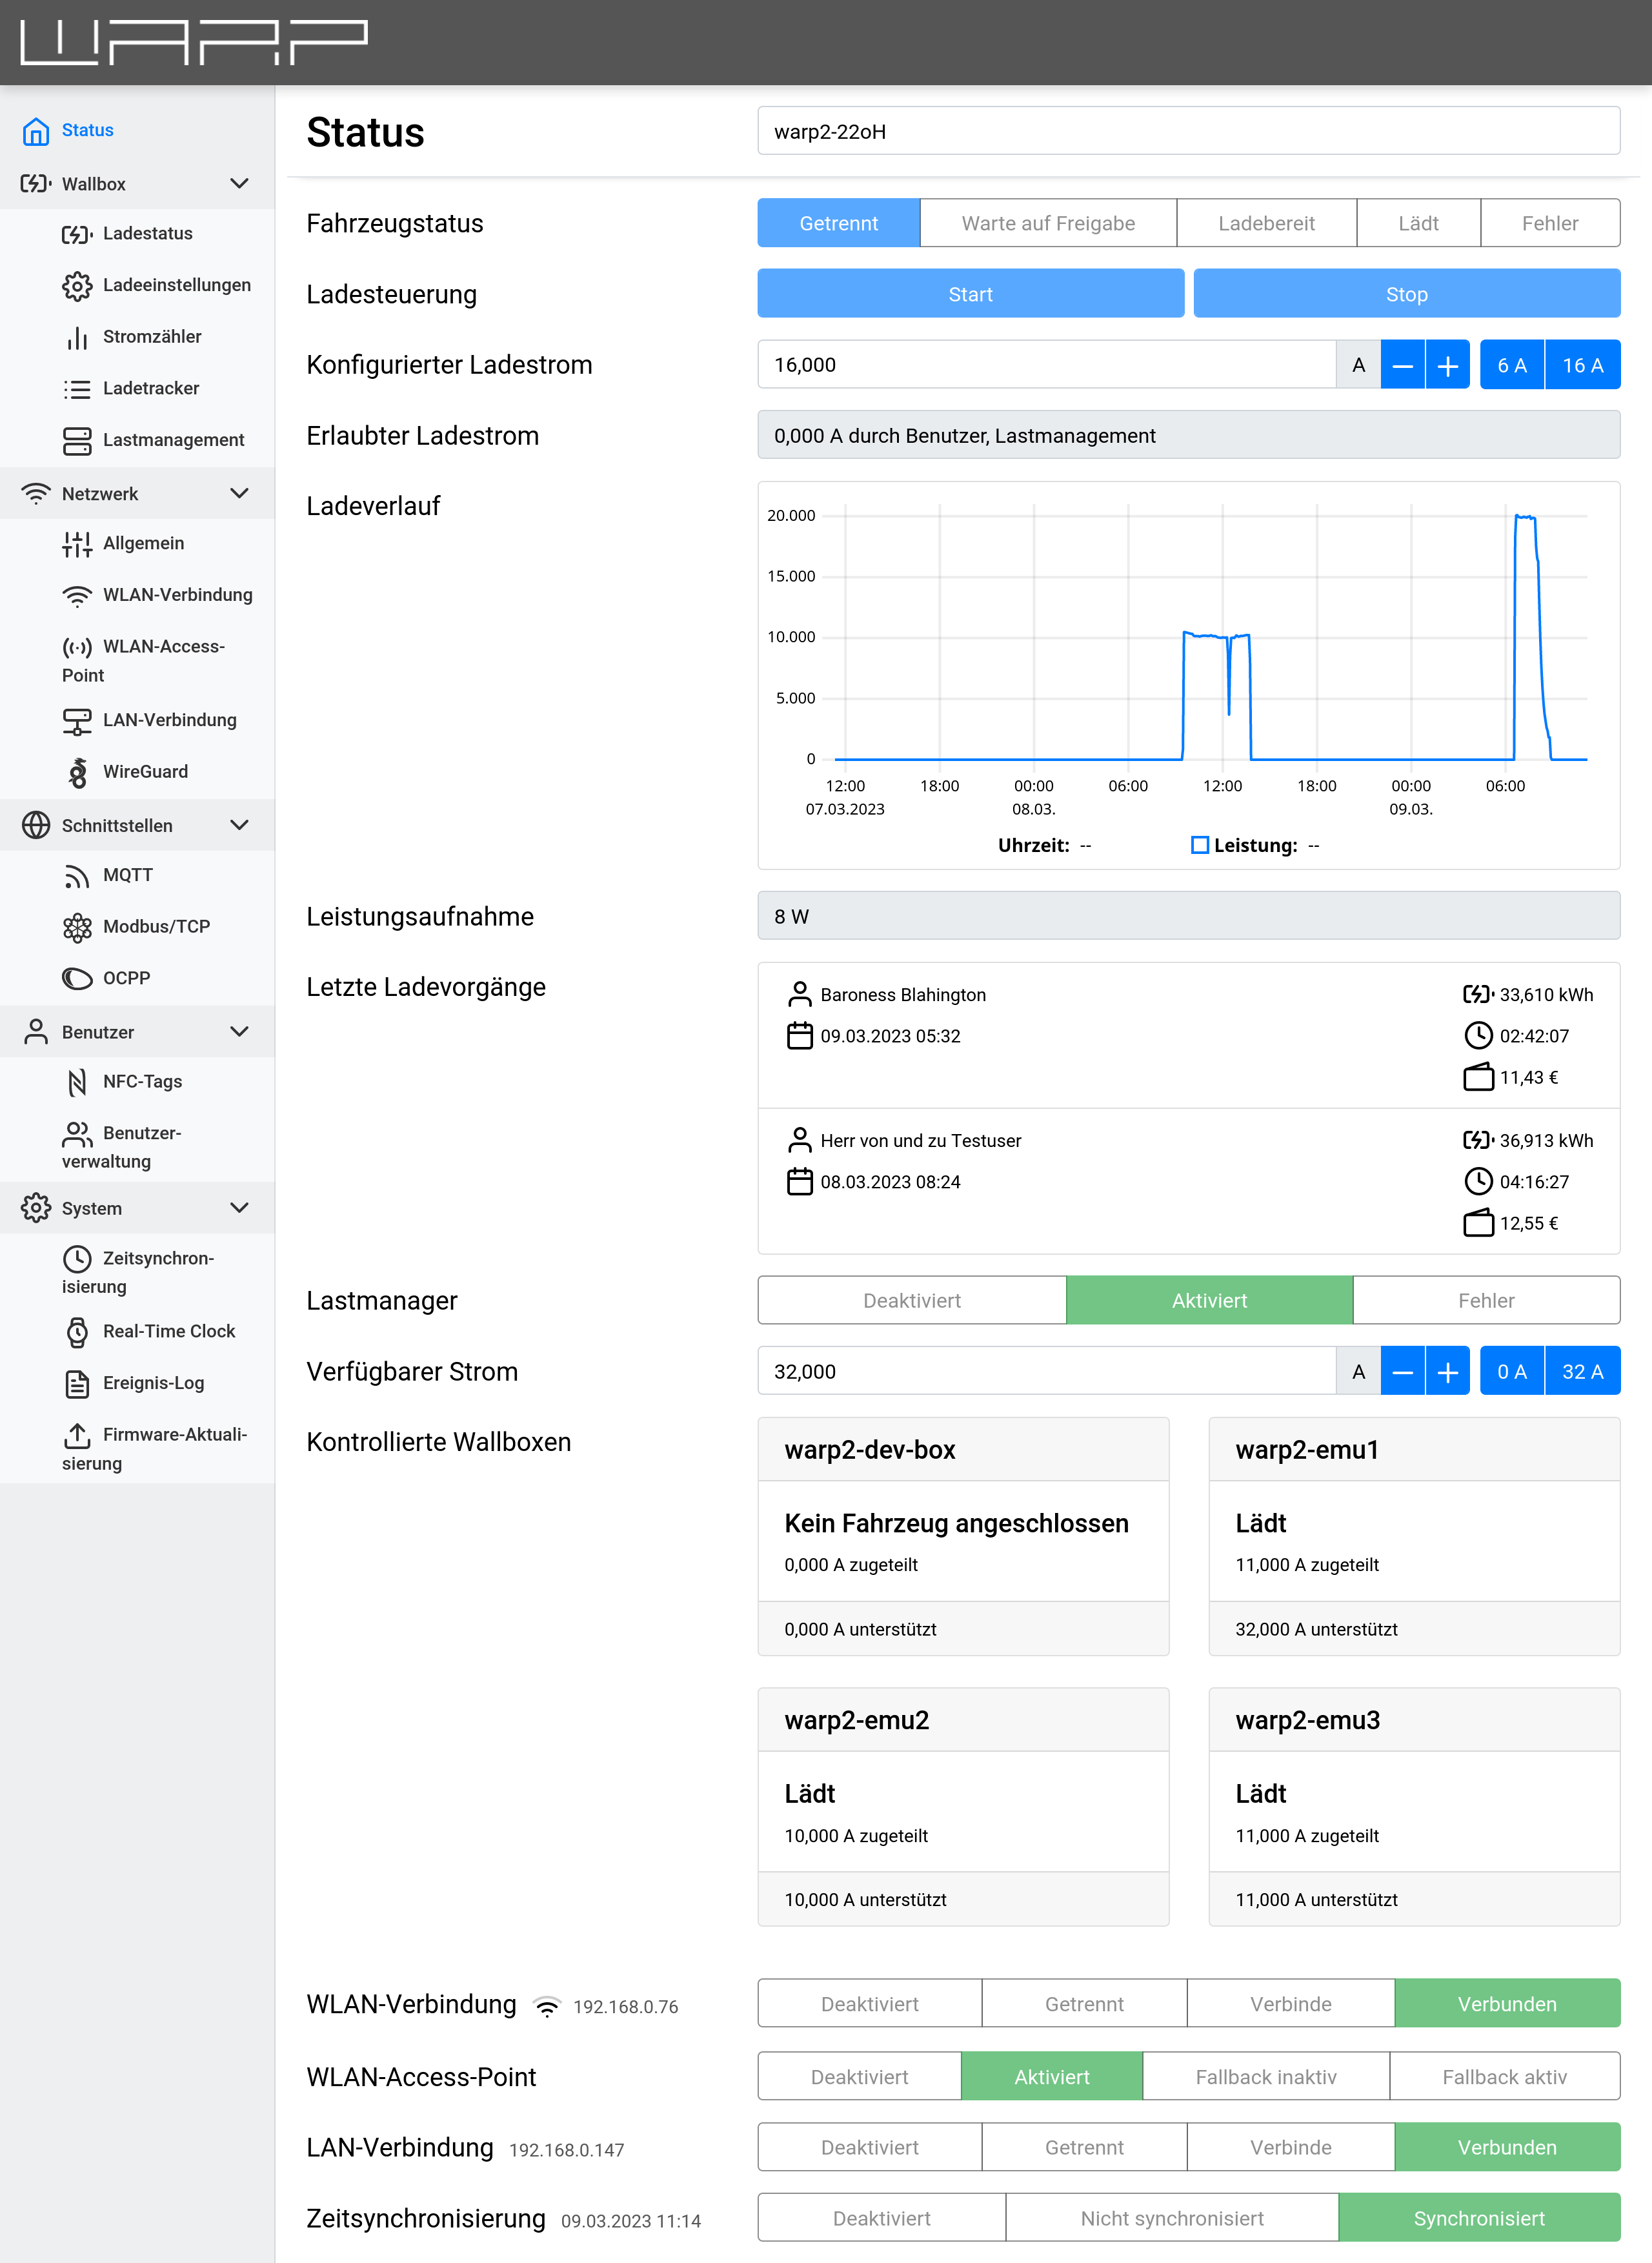 WARP
Status
Wallbox
Ladestatus
Ladeeinstellungen
Stromzähler
Ladetracker
Lastmanagement
Netzwerk
Allgemein
WLAN-Verbindung
WLAN-Access-
Point
LAN-Verbindung
WireGuard
Schnittstellen
MQTT
Modbus/TCP
OCPP
Benutzer
NFC-Tags
Benutzer-
verwaltung
System
Zeitsynchron-
isierung
Real-Time Clock
Ereignis-Log
Firmware-Aktuali-
sierung
Status warp2-22oH
Fahrzeugstatus Getrennt Warte auf Freigabe Ladebereit Lädt Fehler
Ladesteuerung Start Stop
Konfigurierter Ladestrom 16,000 A − + 6 A 16 A
Erlaubter Ladestrom 0,000 A durch Benutzer, Lastmanagement
Ladeverlauf
20.000
15.000
10.000
5.000
0
12:00 18:00 00:00 06:00 12:00 18:00 00:00 06:00
07.03.2023 08.03. 09.03.
Uhrzeit: -- Leistung: --
Leistungsaufnahme 8 W
Letzte Ladevorgänge
Baroness Blahington 33,610 kWh
09.03.2023 05:32 02:42:07
11,43 €
Herr von und zu Testuser 36,913 kWh
08.03.2023 08:24 04:16:27
12,55 €
Lastmanager Deaktiviert Aktiviert Fehler
Verfügbarer Strom 32,000 A − + 0 A 32 A
Kontrollierte Wallboxen
warp2-dev-box
Kein Fahrzeug angeschlossen
0,000 A zugeteilt
0,000 A unterstützt
warp2-emu1
Lädt
11,000 A zugeteilt
32,000 A unterstützt
warp2-emu2
Lädt
10,000 A zugeteilt
10,000 A unterstützt
warp2-emu3
Lädt
11,000 A zugeteilt
11,000 A unterstützt
WLAN-Verbindung 192.168.0.76 Deaktiviert Getrennt Verbinde Verbunden
WLAN-Access-Point Deaktiviert Aktiviert Fallback inaktiv Fallback aktiv
LAN-Verbindung 192.168.0.147 Deaktiviert Getrennt Verbinde Verbunden
Zeitsynchronisierung 09.03.2023 11:14 Deaktiviert Nicht synchronisiert Synchronisiert